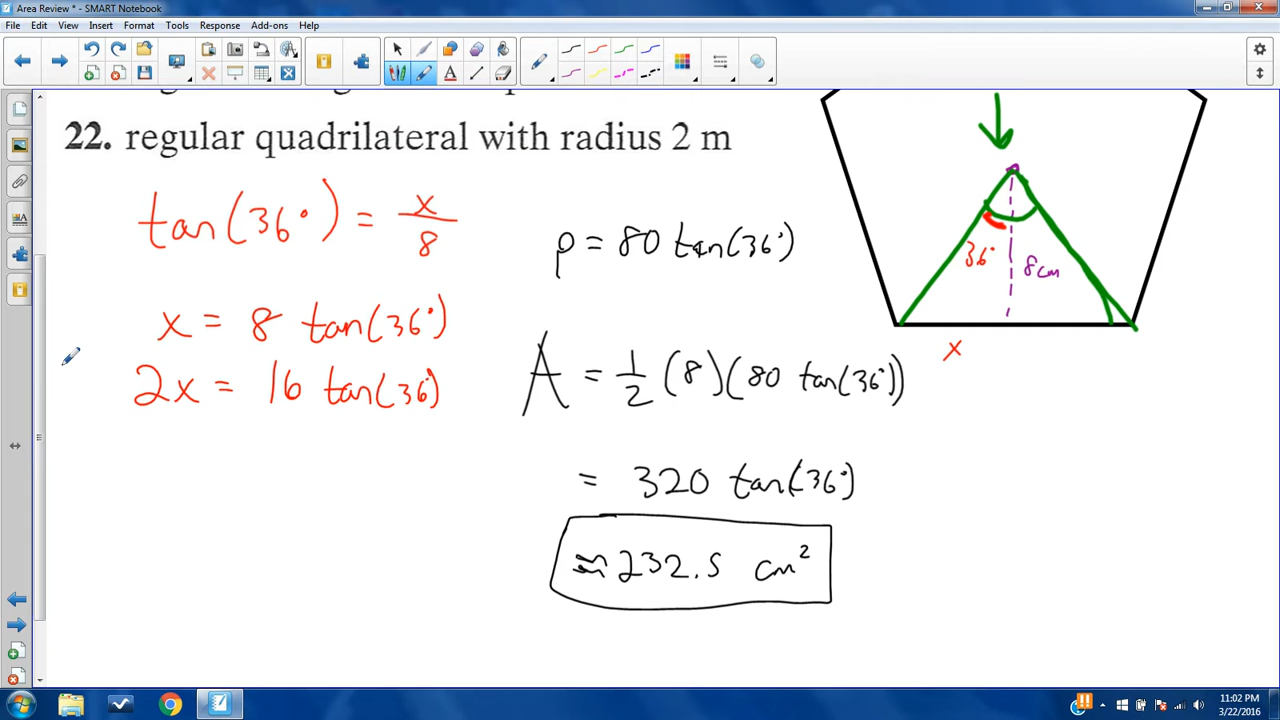 Area Review * - SMART Notebook
File Edit View Insert Format Tools Response Add-ons Help
22. regular quadrilateral with radius 2 m
tan(36°) = x/8
x = 8 tan(36°)
2x = 16 tan(36°)
p = 80 tan(36°)
A = 1/2 (8)(80 tan(36°))
= 320 tan(36°)
≈ 232.5 cm²
36°
8cm
x
11:02 PM
3/22/2016